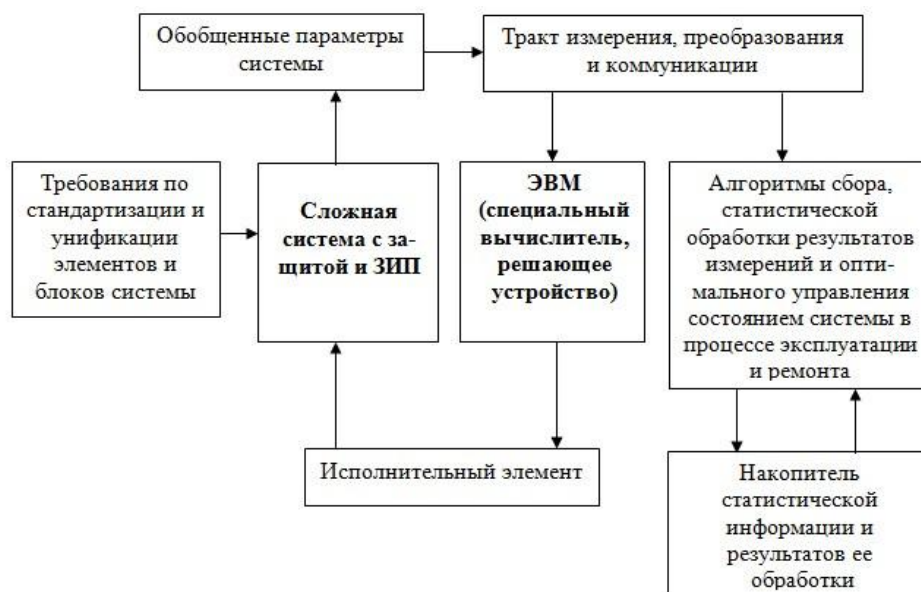 Обобщенные параметры
системы
Тракт измерения, преобразования
и коммуникации
Требования по
стандартизации и
унификации
элементов и
блоков системы
Сложная
система с за-
щитой и ЗИП
ЭВМ
(специальный
вычислитель,
решающее
устройство)
Алгоритмы сбора,
статистической
обработки результатов
измерений и опти-
мального управления
состоянием системы в
процессе эксплуатации
и ремонта
Исполнительный элемент
Накопитель
статистической
информации и
результатов ее
обработки